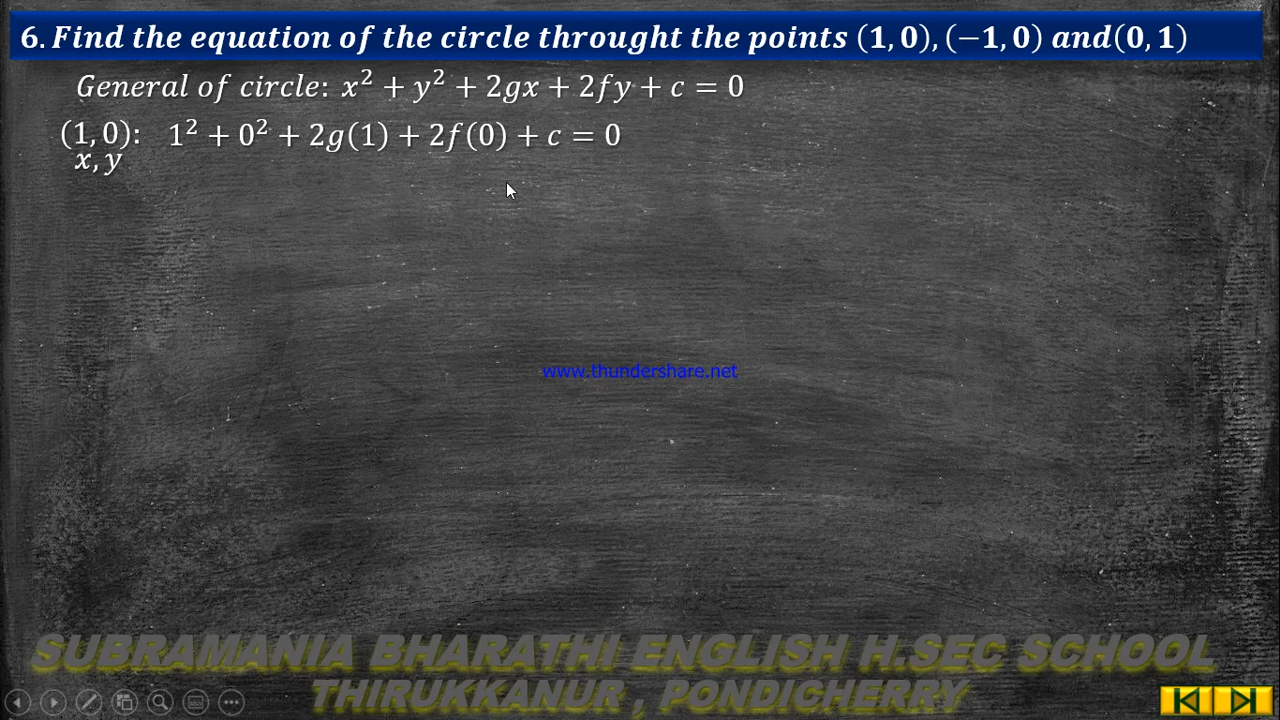 6. Find the equation of the circle throught the points (1, 0), (−1, 0) and(0, 1)
General of circle: x² + y² + 2gx + 2fy + c = 0
(1, 0): 1² + 0² + 2g(1) + 2f(0) + c = 0
x, y
www.thundershare.net
SUBRAMANIA BHARATHI ENGLISH H.SEC SCHOOL
THIRUKKANUR , PONDICHERRY